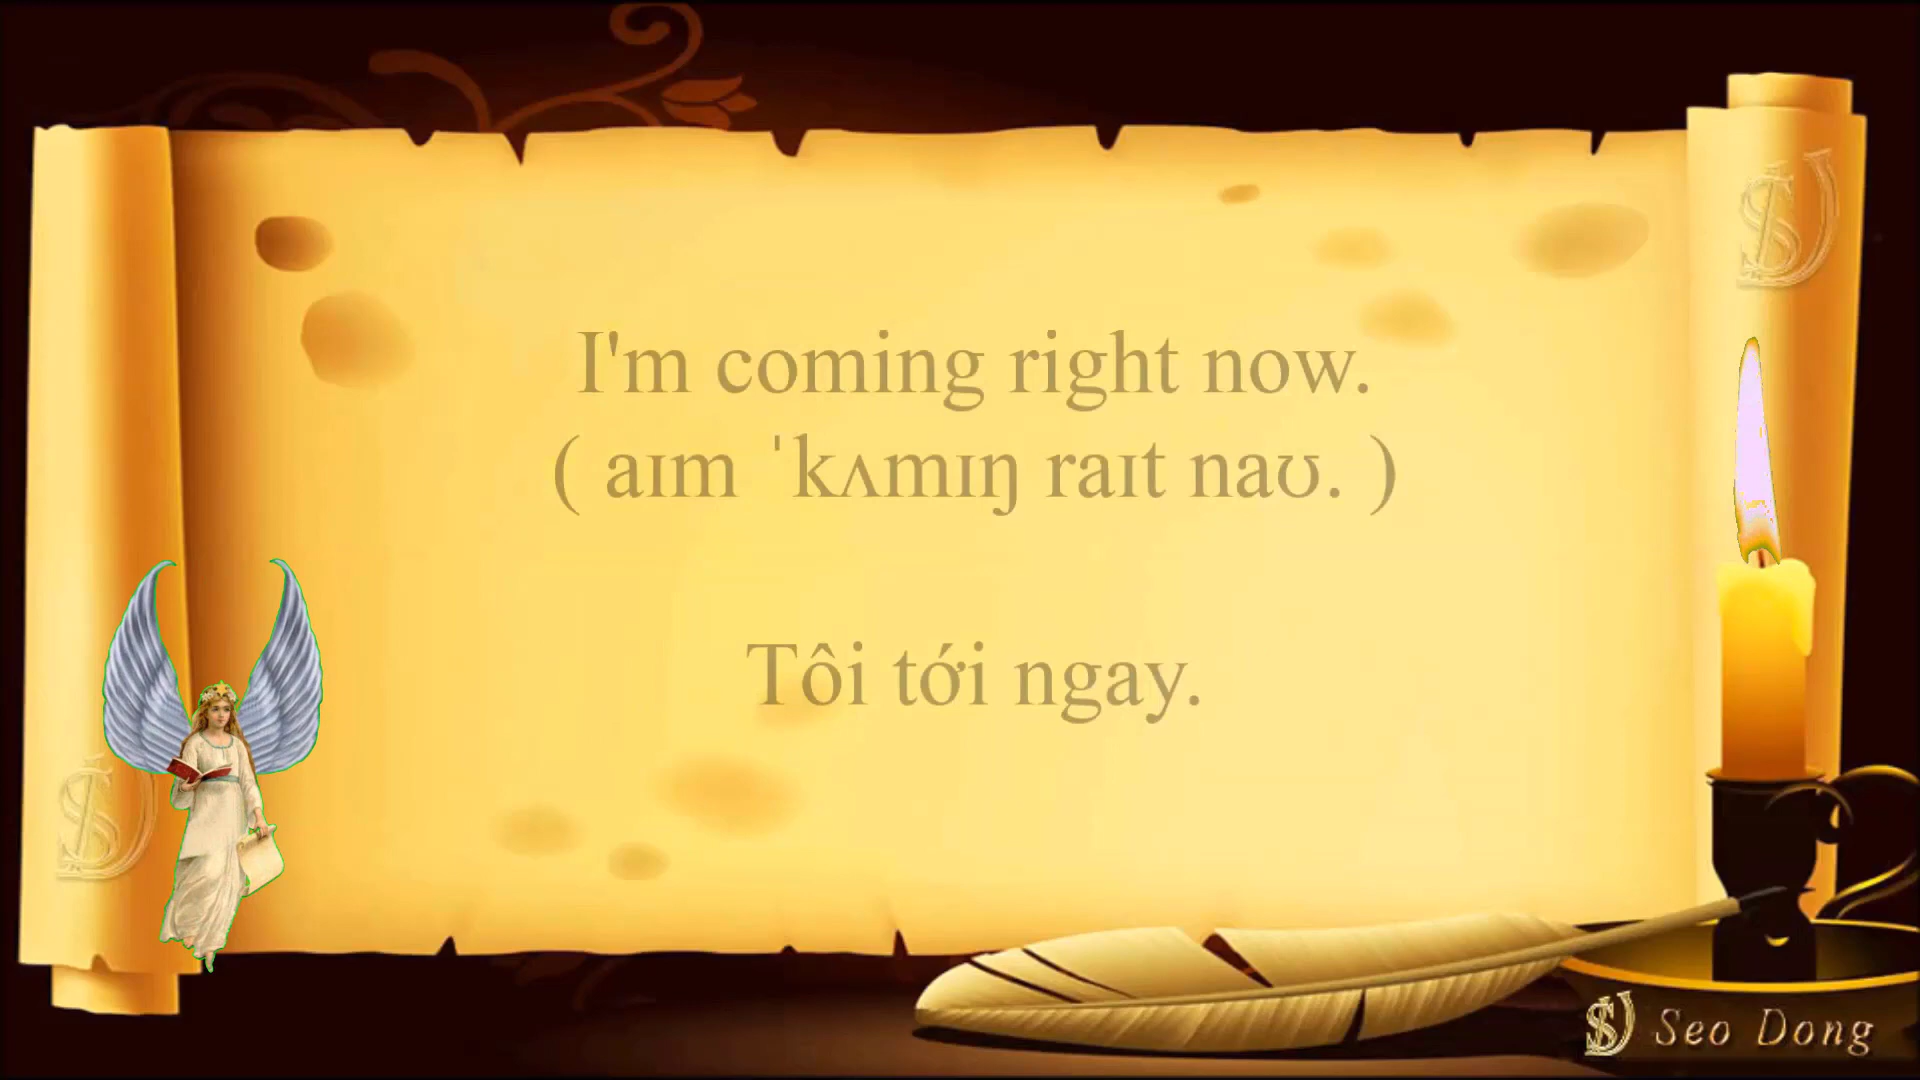 I'm coming right now.
( aɪm ˈkʌmɪŋ raɪt naʊ. )
Tôi tới ngay.
Seo Dong